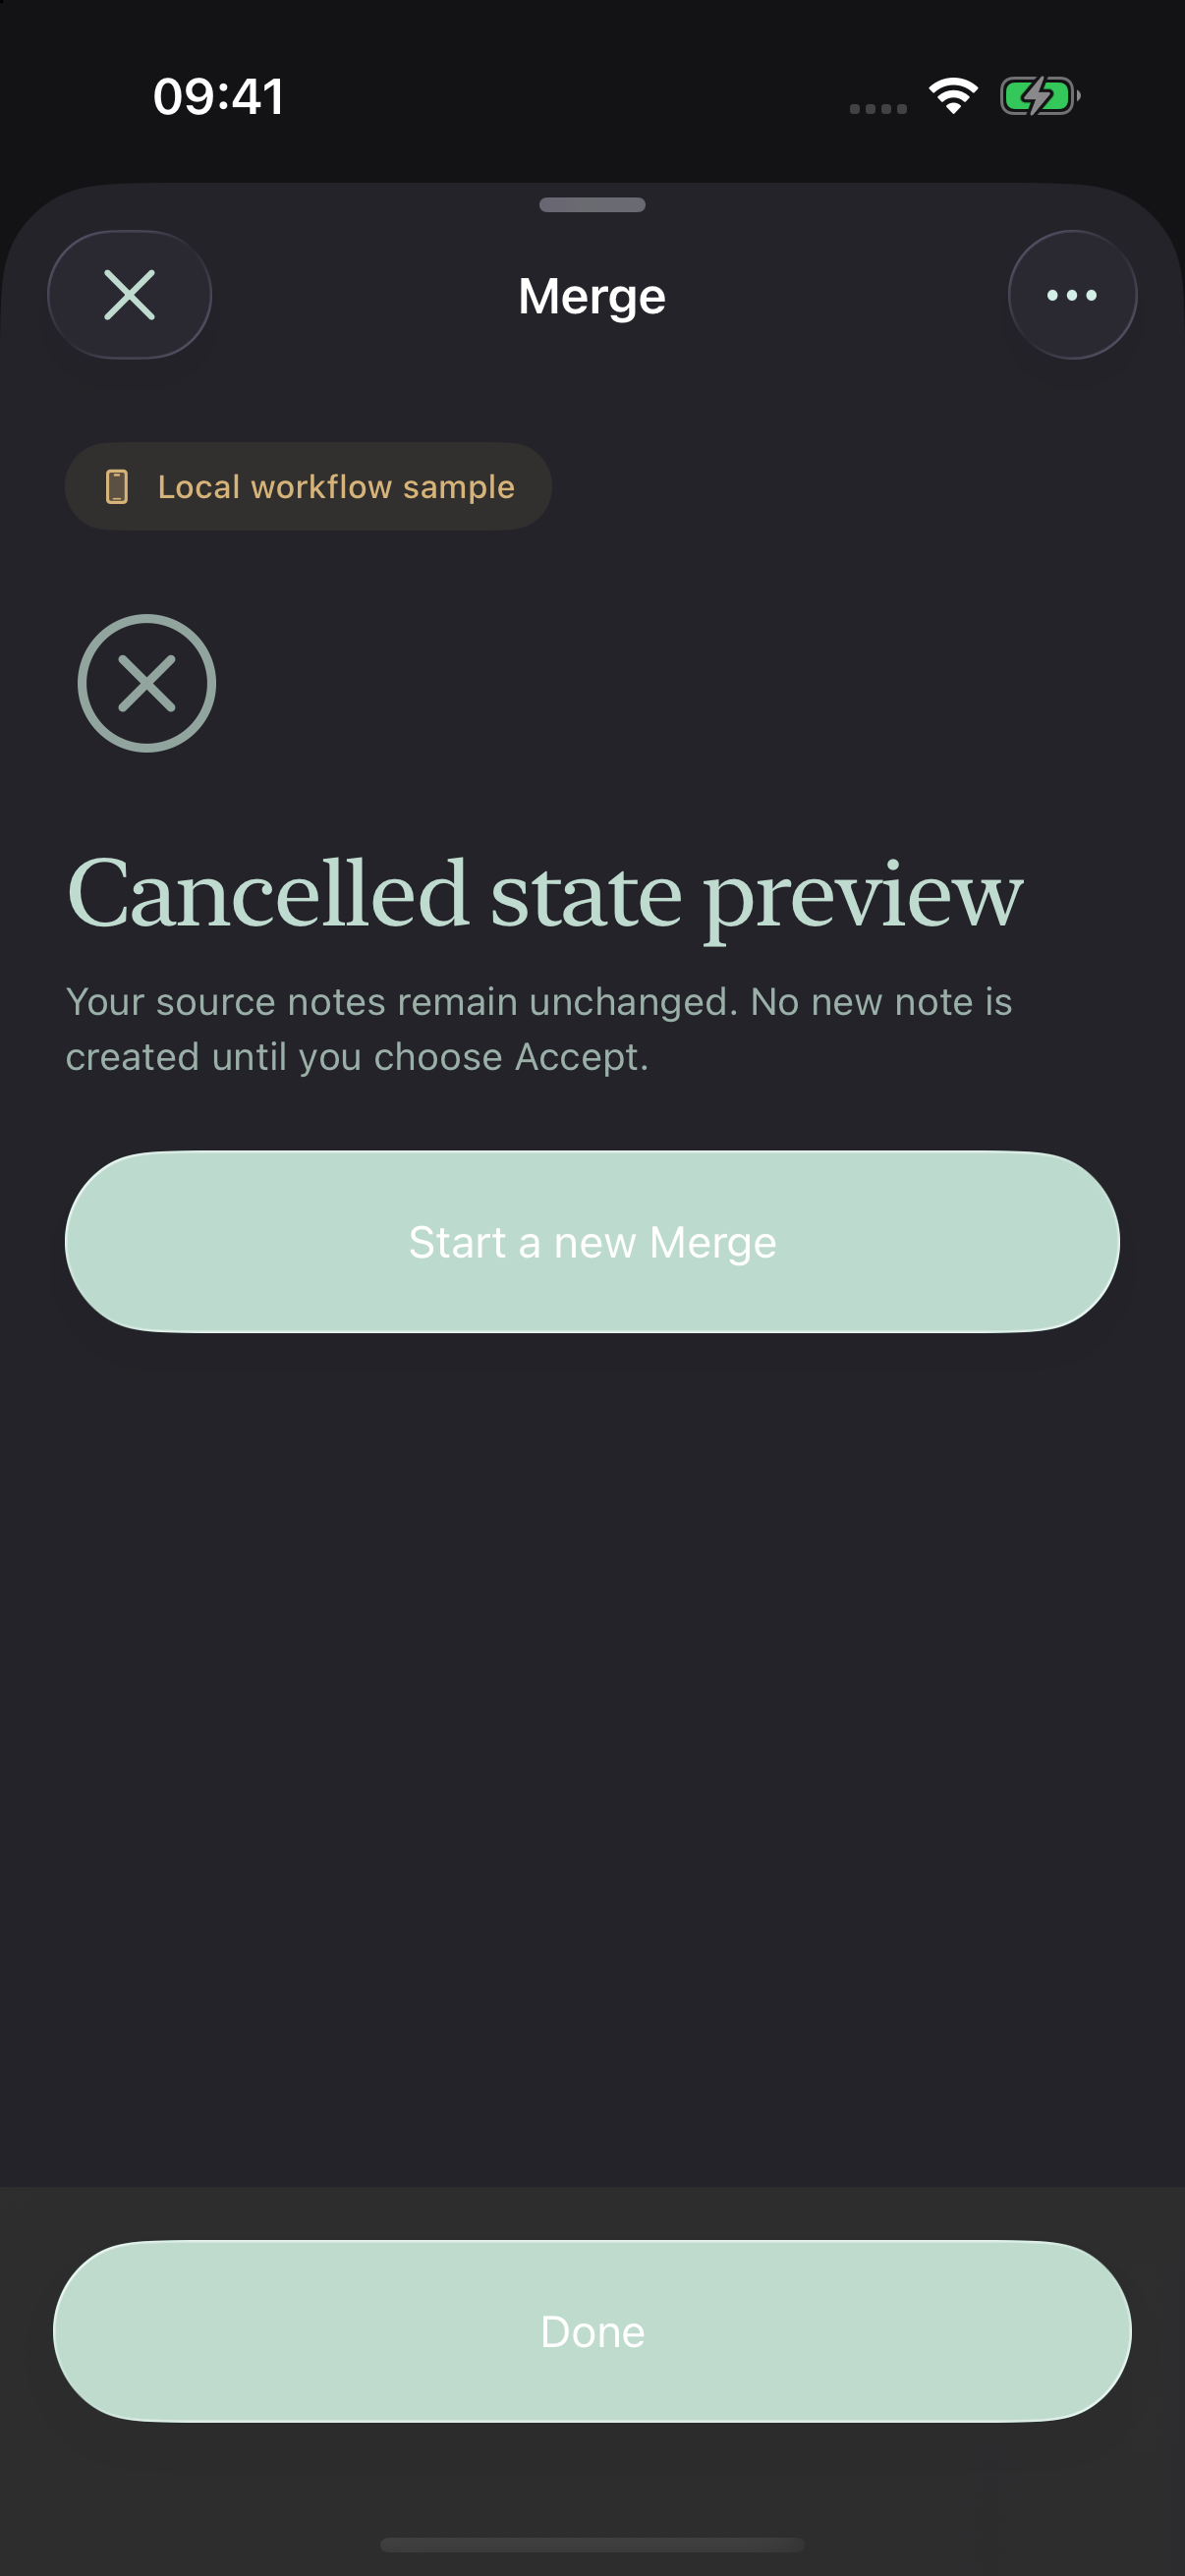 09:41
Merge
Local workflow sample
Cancelled state preview
Your source notes remain unchanged. No new note is
created until you choose Accept.
Start a new Merge
Done